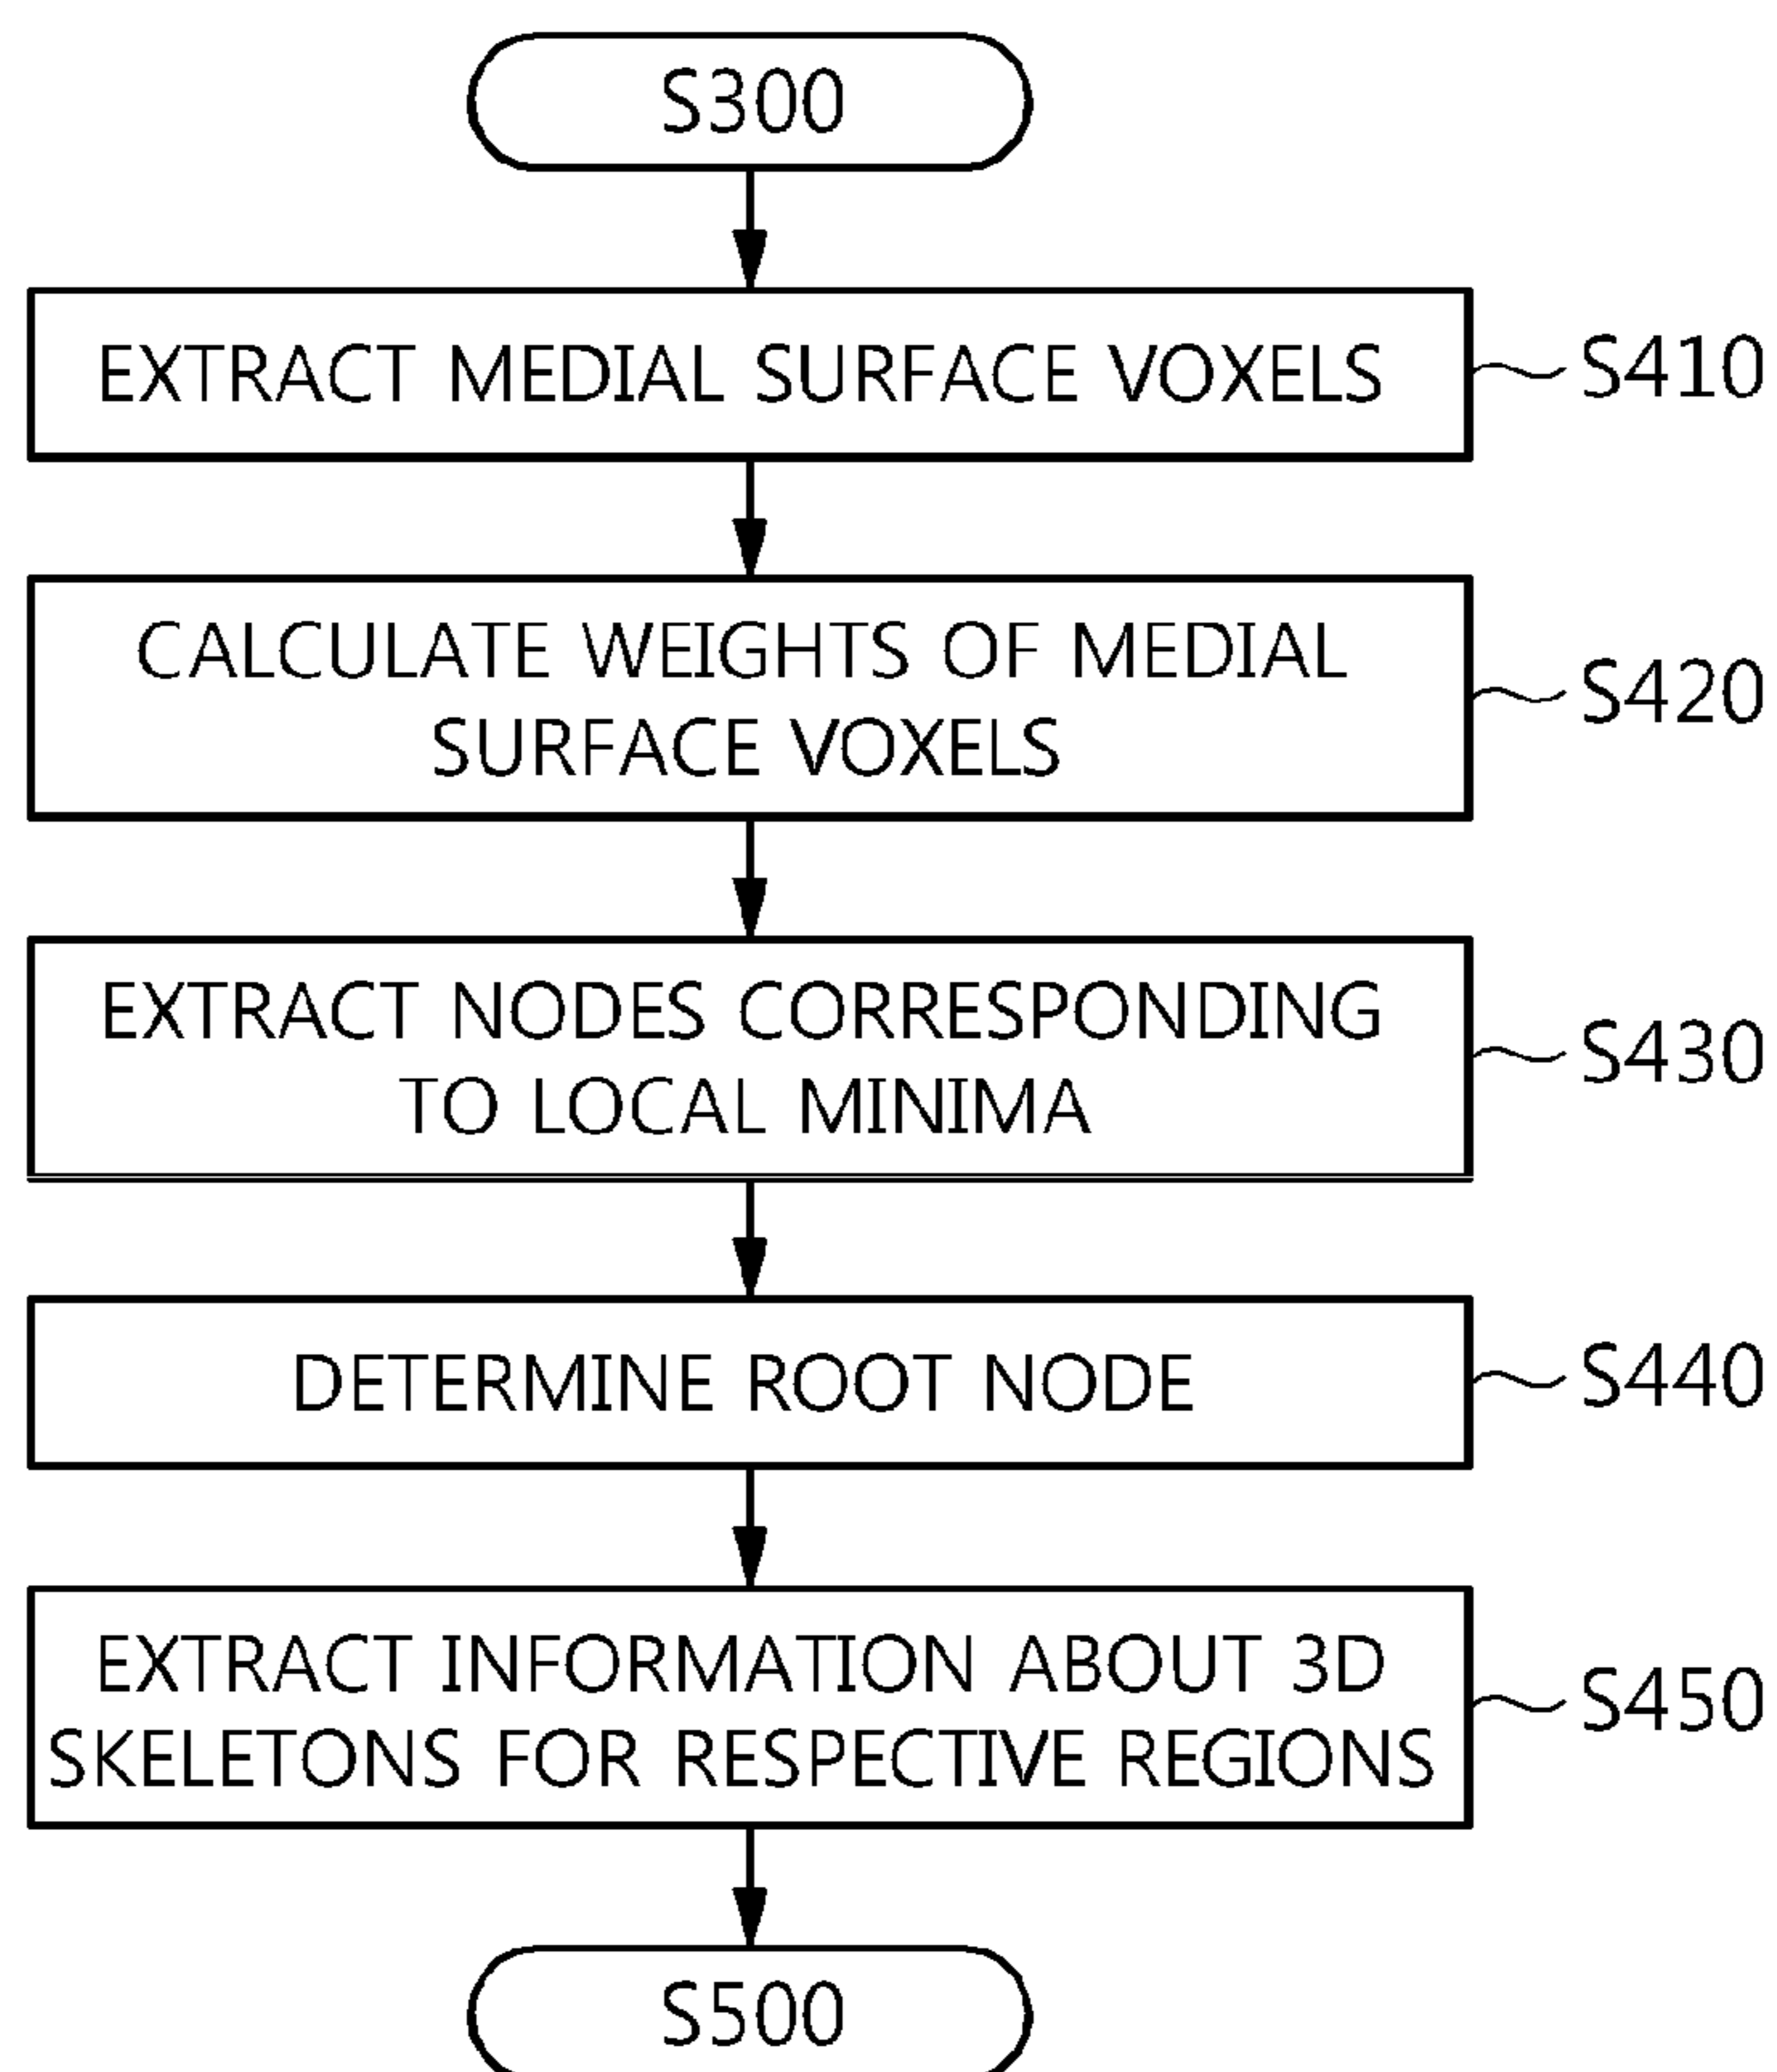 S300
EXTRACT MEDIAL SURFACE VOXELS
S410
CALCULATE WEIGHTS OF MEDIAL
SURFACE VOXELS
S420
EXTRACT NODES CORRESPONDING
TO LOCAL MINIMA
S430
DETERMINE ROOT NODE
S440
EXTRACT INFORMATION ABOUT 3D
SKELETONS FOR RESPECTIVE REGIONS
S450
S500